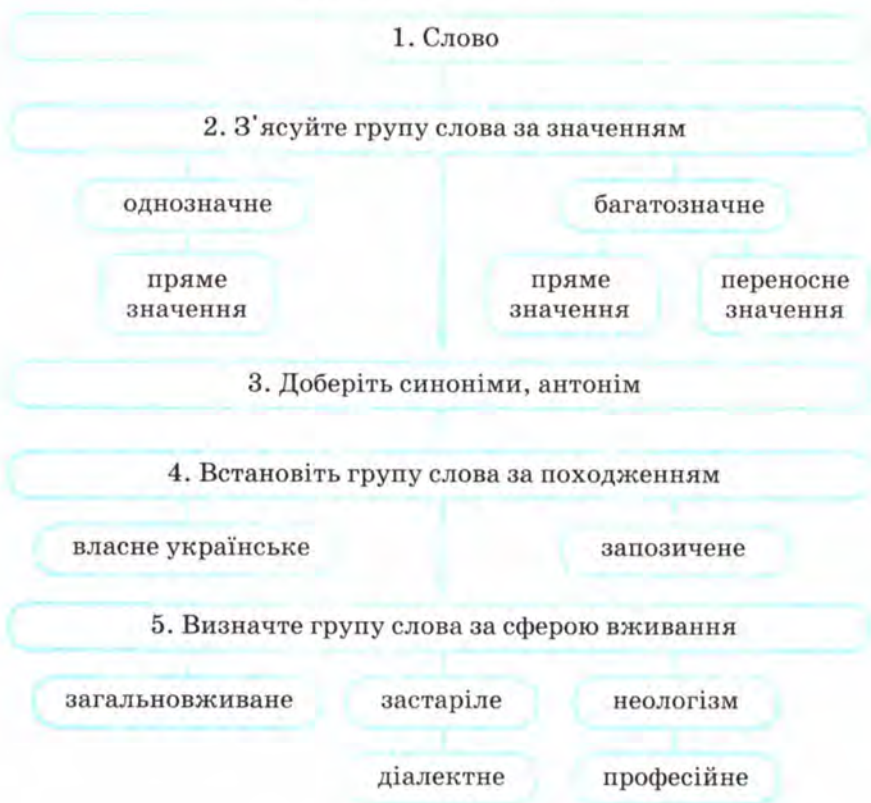 1. Слово
2. З'ясуйте групу слова за значенням
однозначне
багатозначне
пряме
значення
пряме
значення
переносне
значення
3. Доберіть синоніми, антонім
4. Встановіть групу слова за походженням
власне українське
запозичене
5. Визначте групу слова за сферою вживання
загальновживане
застаріле
неологізм
діалектне
професійне